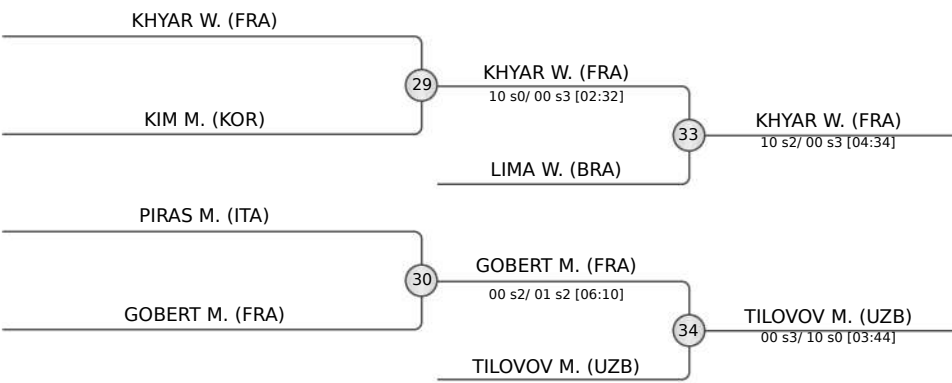 KHYAR W. (FRA)
29
KHYAR W. (FRA)
10 s0/ 00 s3 [02:32]
KIM M. (KOR)
33
KHYAR W. (FRA)
10 s2/ 00 s3 [04:34]
LIMA W. (BRA)
PIRAS M. (ITA)
30
GOBERT M. (FRA)
00 s2/ 01 s2 [06:10]
GOBERT M. (FRA)
34
TILOVOV M. (UZB)
00 s3/ 10 s0 [03:44]
TILOVOV M. (UZB)